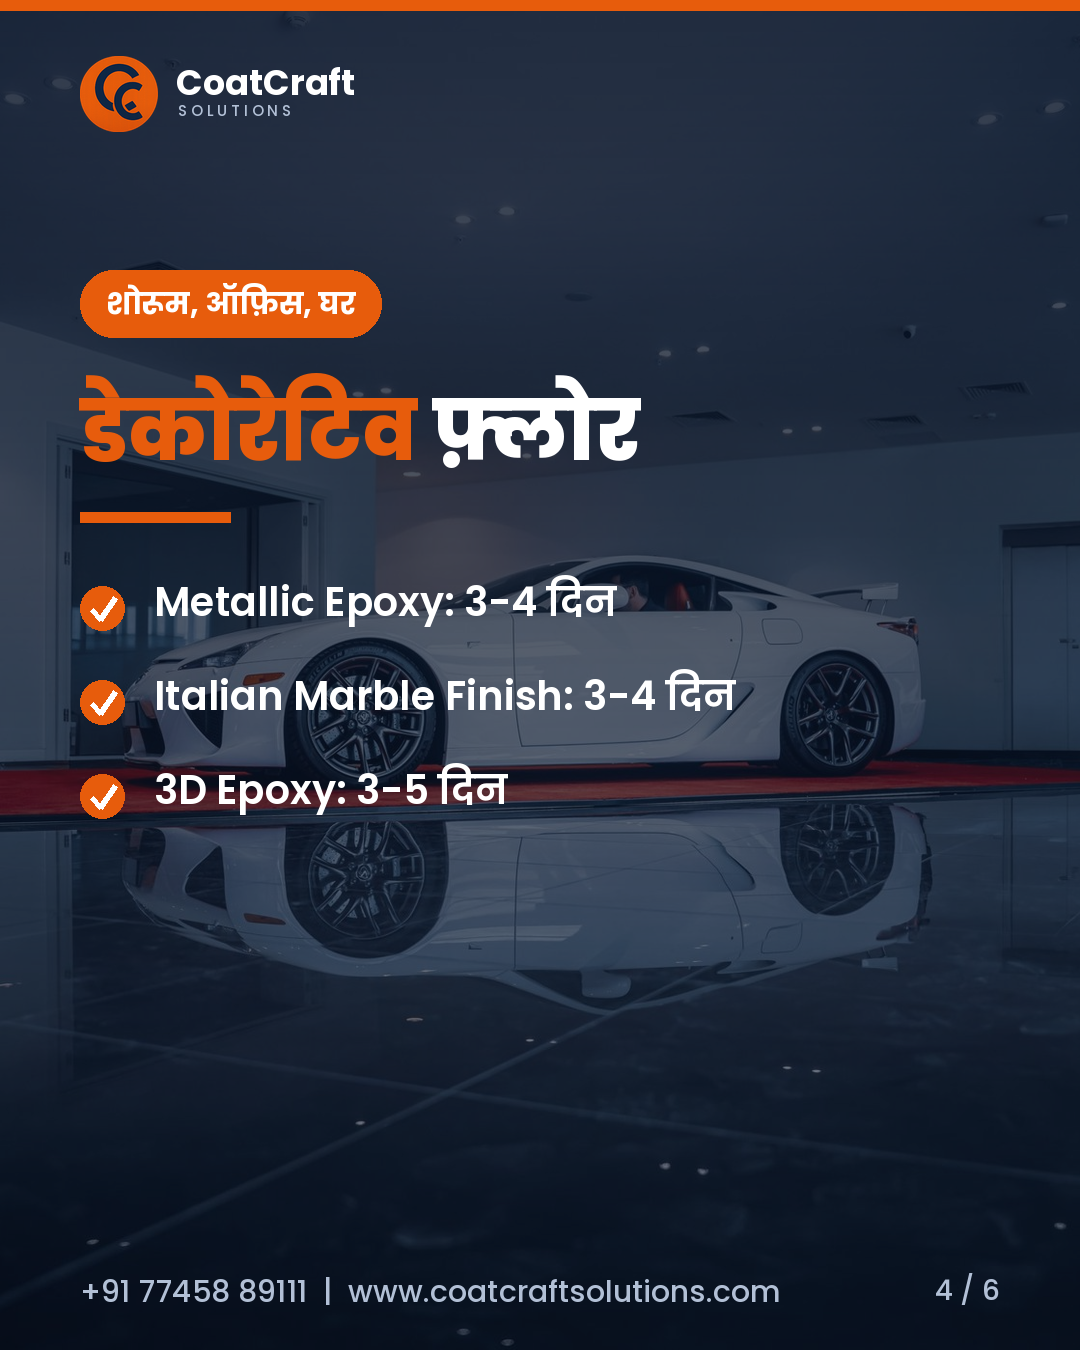 CoatCraft
SOLUTIONS
शोरूम, ऑफ़िस, घर
डेकोरेटिव फ़्लोर
Metallic Epoxy: 3-4 दिन
Italian Marble Finish: 3-4 दिन
3D Epoxy: 3-5 दिन
+91 77458 89111 | www.coatcraftsolutions.com
4 / 6